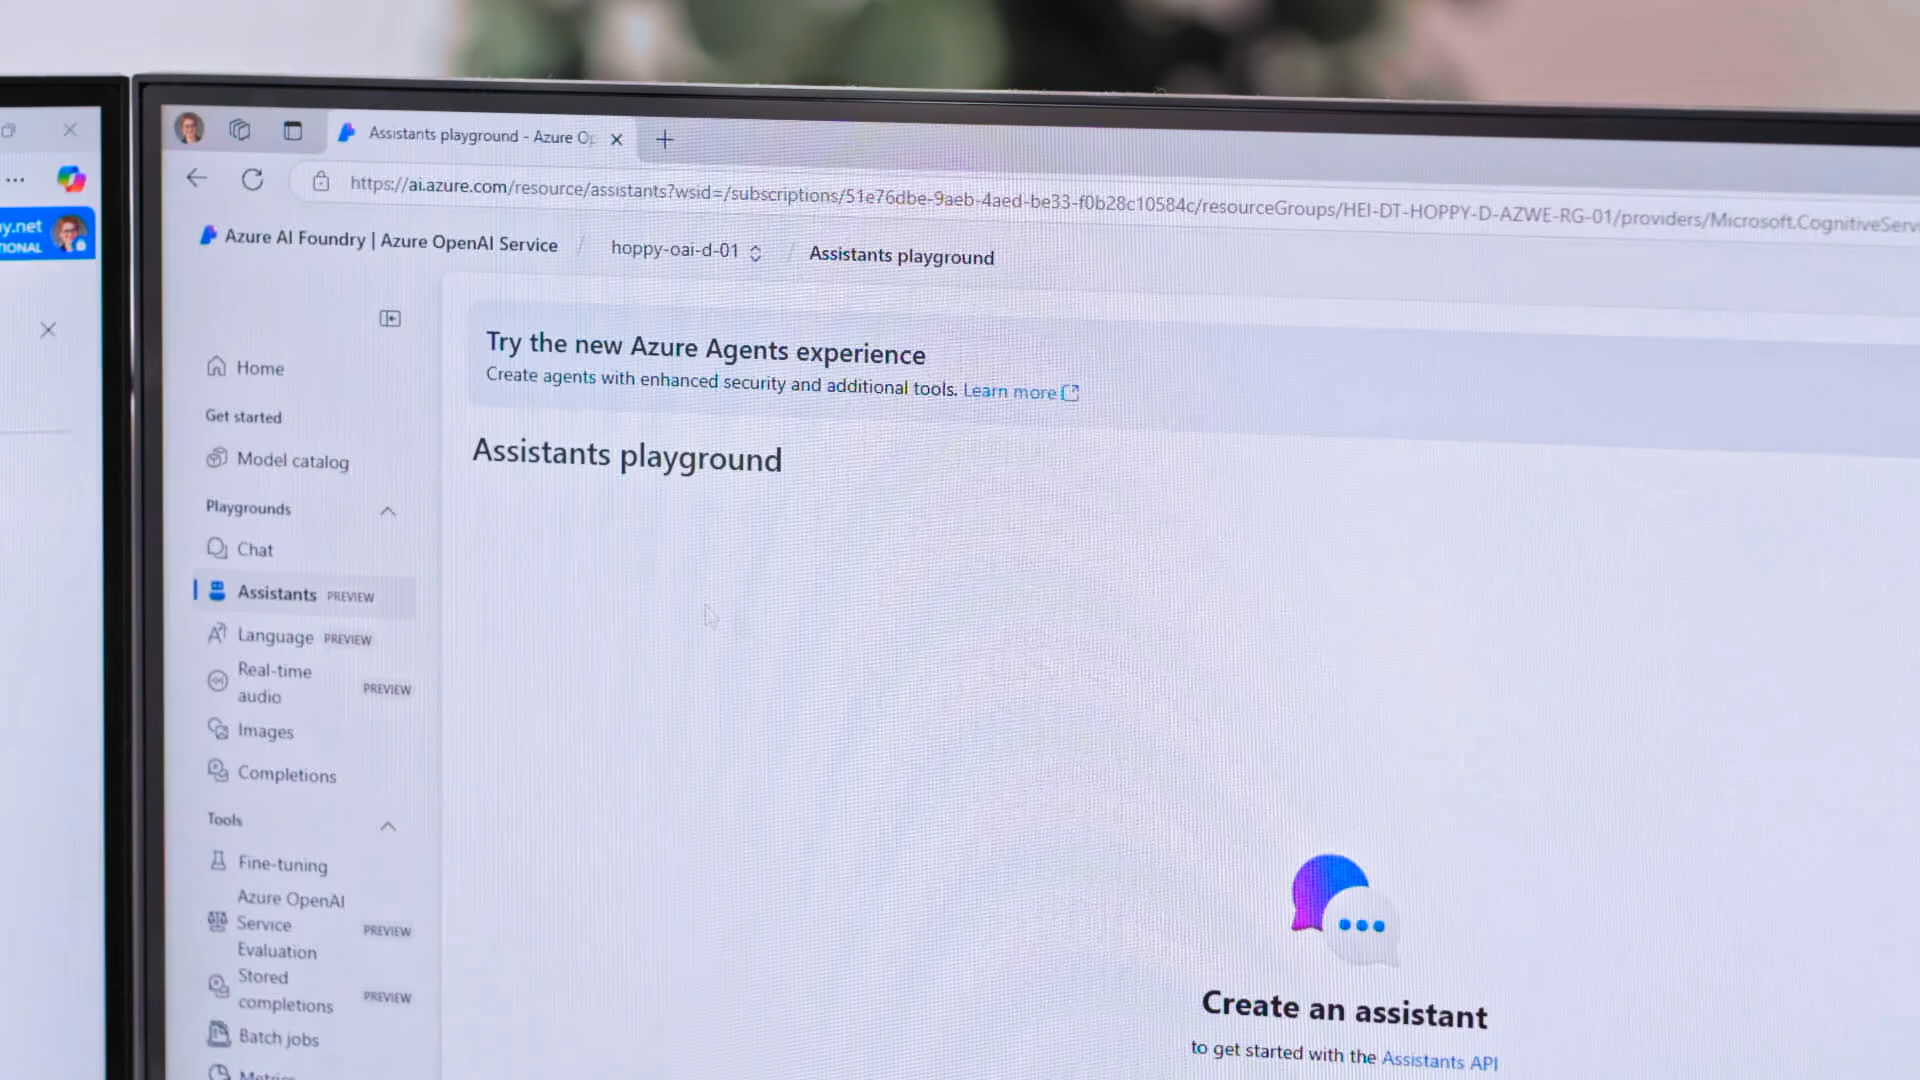 Assistants playground - Azure Op
https://ai.azure.com/resource/assistants?wsid=/subscriptions/51e76dbe-9aeb-4aed-be33-f0b28c10584c/resourceGroups/HEI-DT-HOPPY-D-AZWE-RG-01/providers/Microsoft.CognitiveServi
y.net
IONAL
Azure AI Foundry | Azure OpenAI Service / hoppy-oai-d-01 / Assistants playground
Try the new Azure Agents experience
Create agents with enhanced security and additional tools. Learn more
Assistants playground
Home
Get started
Model catalog
Playgrounds
Chat
Assistants PREVIEW
Language PREVIEW
Real-time
audio PREVIEW
Images
Completions
Tools
Fine-tuning
Azure OpenAI
Service PREVIEW
Evaluation
Stored
completions PREVIEW
Batch jobs
Create an assistant
to get started with the Assistants API